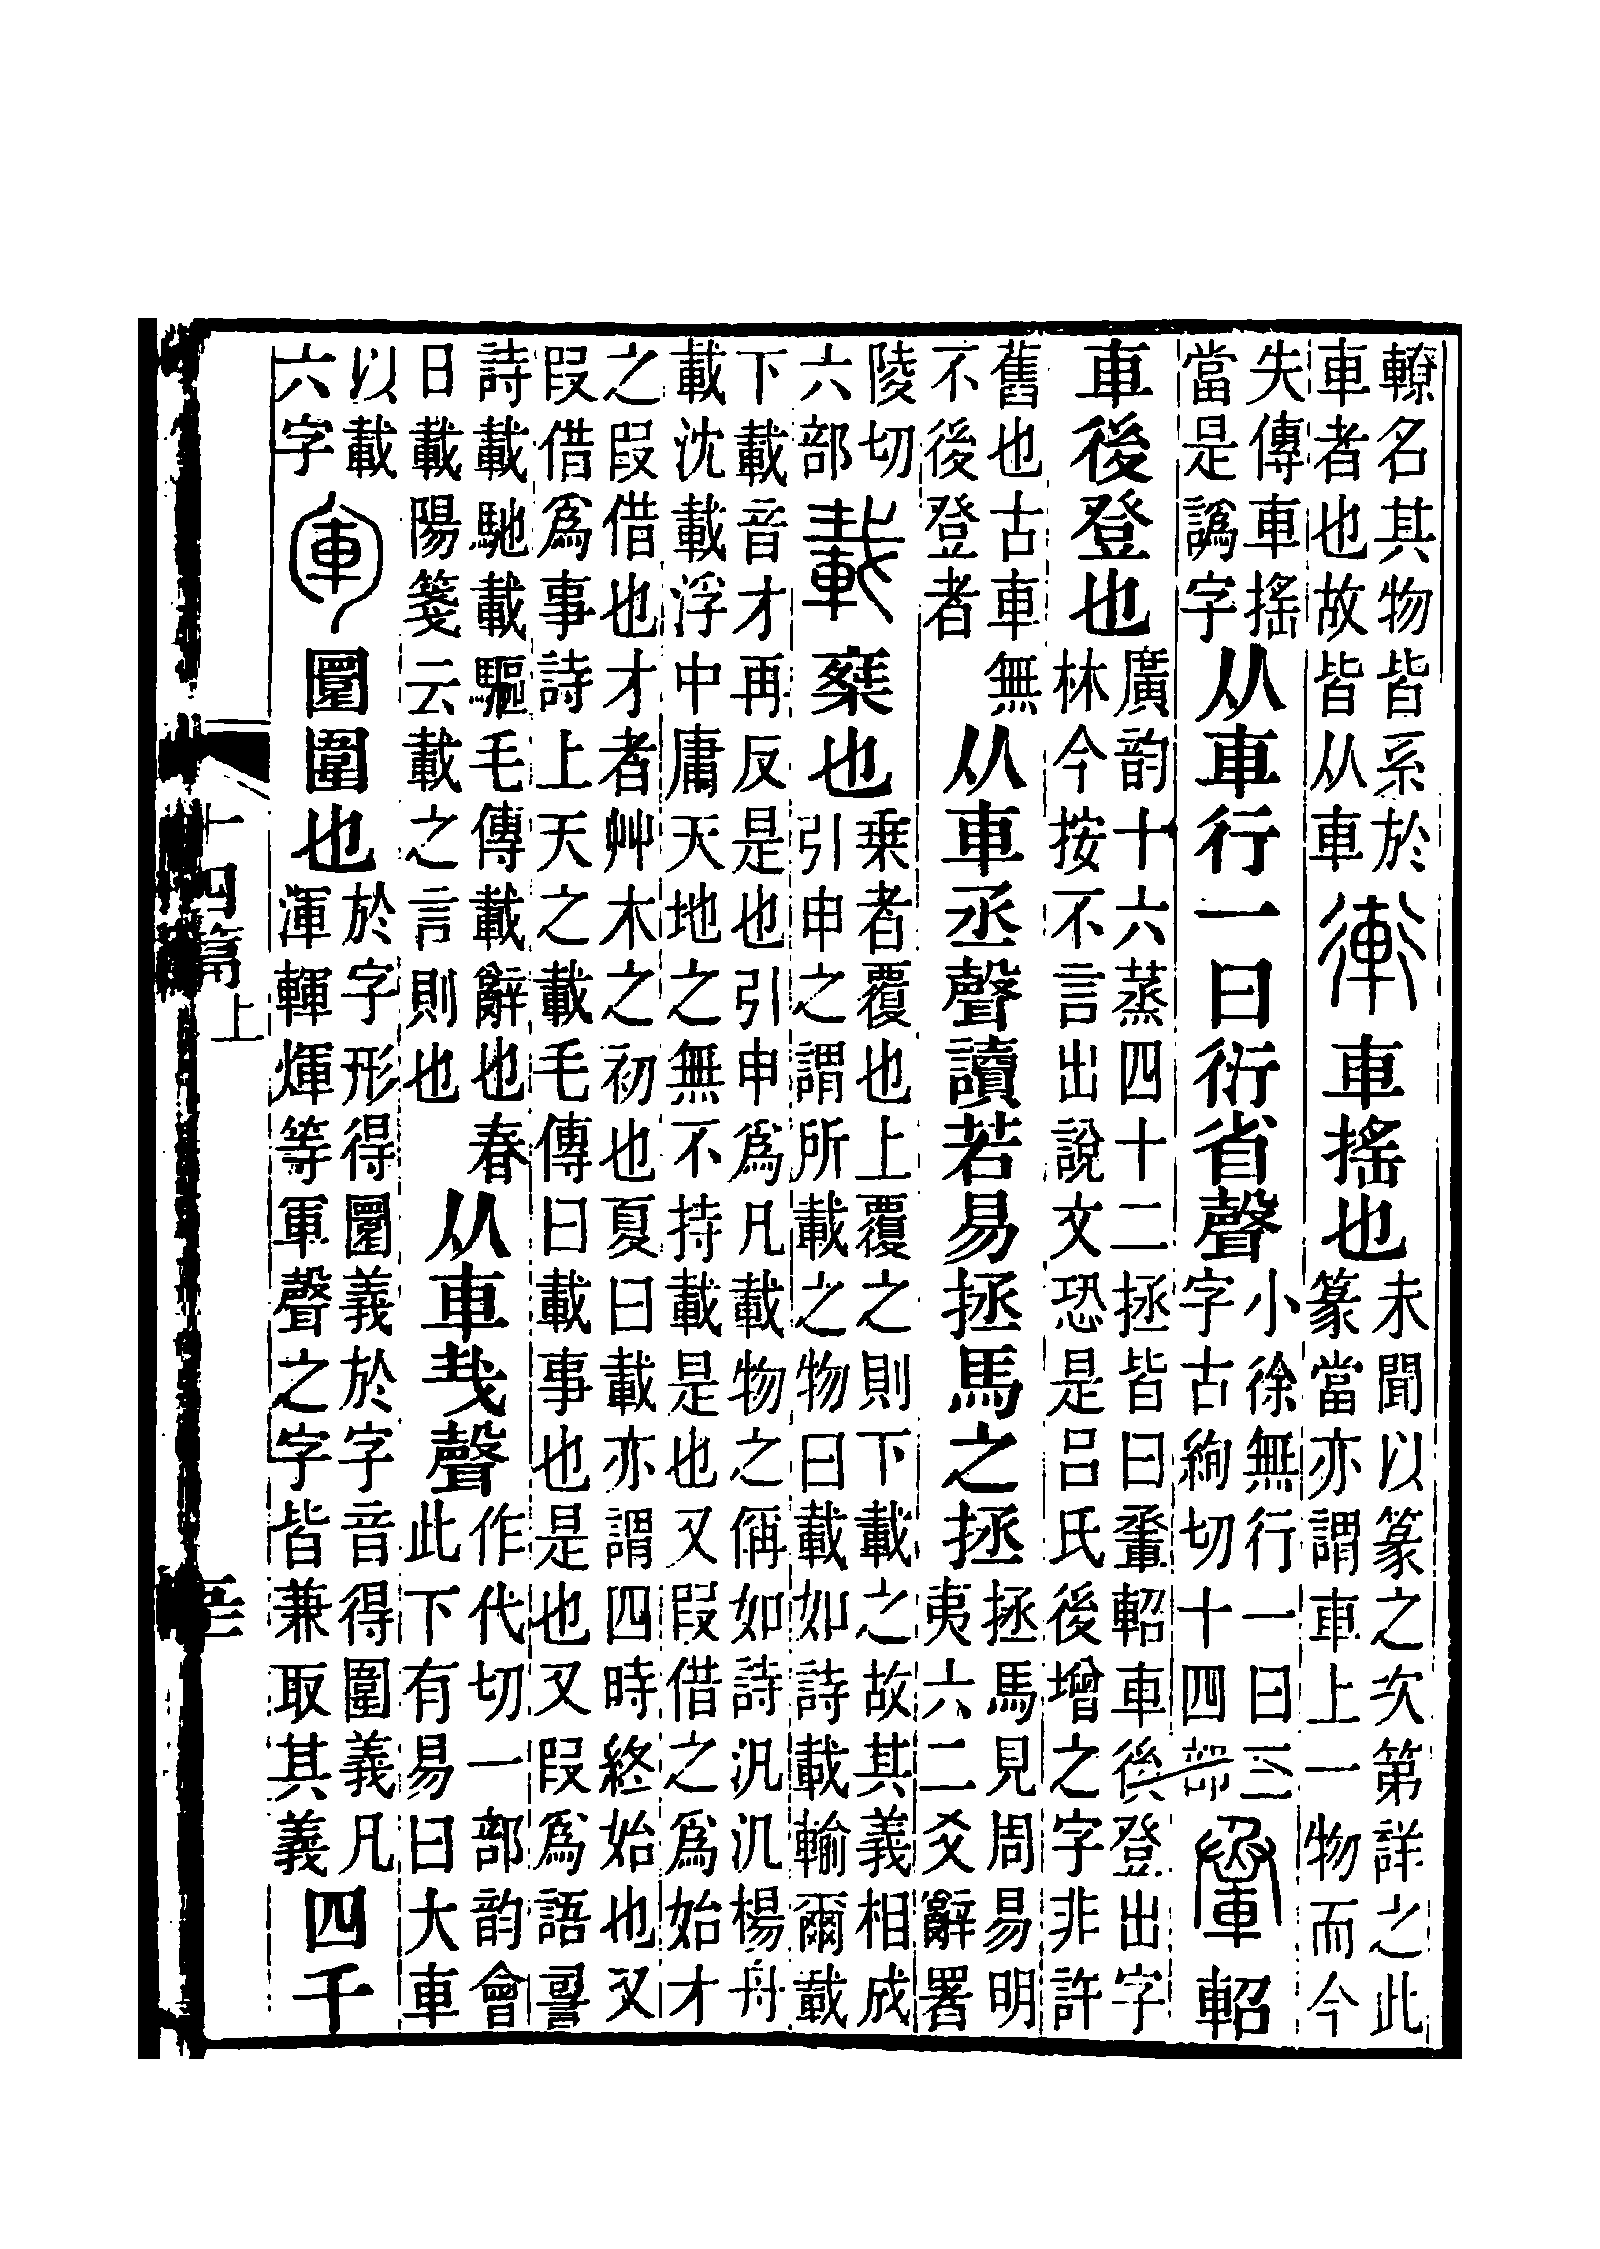 轑名其物皆系於
車者也故皆从車
𨊻
車搖也
未聞以篆之次第詳之此
篆當亦謂車上一物而今
失傳車搖
當是譌字
从車行一曰衍省聲
小徐無行一曰三
字古絢切十四部
𨋬
軺
車後登也
廣韵十六蒸四十二拯皆曰𨋬軺車後登出字
林今按不言出說文恐是呂氏後增之字非許
舊也古車無
不後登者
从車丞聲讀若易拯馬之拯
拯馬見周易明
夷六二爻辭署
陵切
六部
載
椉也
乗者覆也上覆之則下載之故其義相成
引申之謂所載之物曰載如詩載輸爾載
下載音才再反是也引申爲凡載物之偁如詩汎汎楊舟
載沈載浮中庸天地之無不持載是也又叚借之爲始才
之叚借也才者艸木之初也夏曰載亦謂四時終始也又
叚借爲事詩上天之載毛傳曰載事也是也又叚爲語䛐
詩載馳載驅毛傳載辭也春
日載陽箋云載之言則也
从車𢦏聲
作代切一部韵會
此下有易曰大車
以載
六字
軍
圜圍也
於字形得圜義於字音得圍義凡
渾韗煇等軍聲之字皆兼取其義
四千
十四篇上